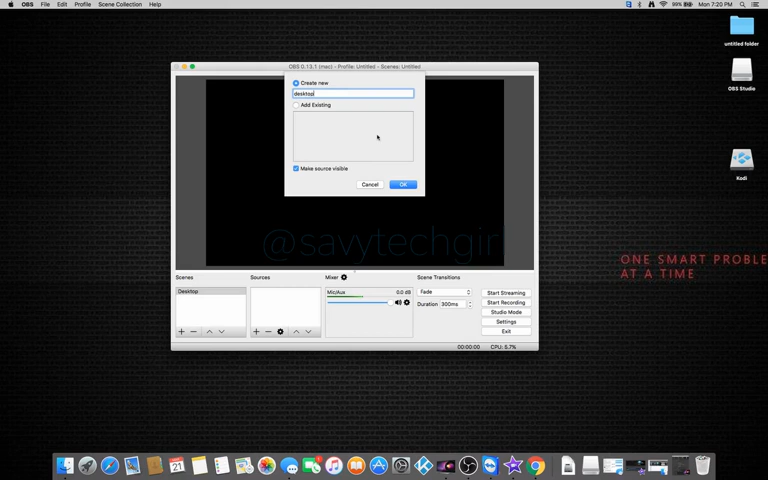 OBS File Edit Profile Scene Collection Help
99% Mon 7:20 PM
untitled folder
OBS Studio
Kodi
OBS 0.13.1 (mac) - Profile: Untitled - Scenes: Untitled
Create new
desktop
Add Existing
Make source visible
Cancel OK
@savytechgirl
ONE SMART PROBLE
AT A TIME
Scenes Sources Mixer Scene Transitions
Desktop
Mic/Aux 0.0 dB
Fade
Duration 300ms
Start Streaming
Start Recording
Studio Mode
Settings
Exit
00:00:00 CPU: 5.7%
21